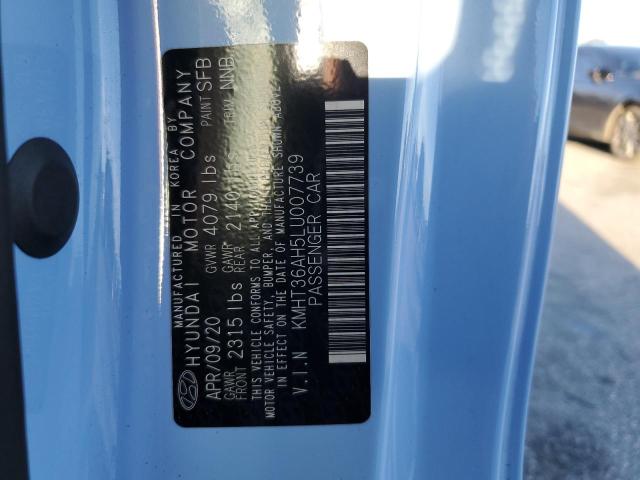 MANUFACTURED IN KOREA BY
HYUNDAI MOTOR COMPANY
APR/09/20 GVWR 4079 lbs PAINT SFB
GAWR FRONT 2315 lbs GAWR REAR 2140 TRIM NNB
THIS VEHICLE CONFORMS TO ALL APPLICABLE
MOTOR VEHICLE SAFETY, BUMPER, AND THEFT PREVENTION STANDARDS
IN EFFECT ON THE DATE OF MANUFACTURE SHOWN ABOVE.
V.I.N KMHT36AH5LU007739
PASSENGER CAR